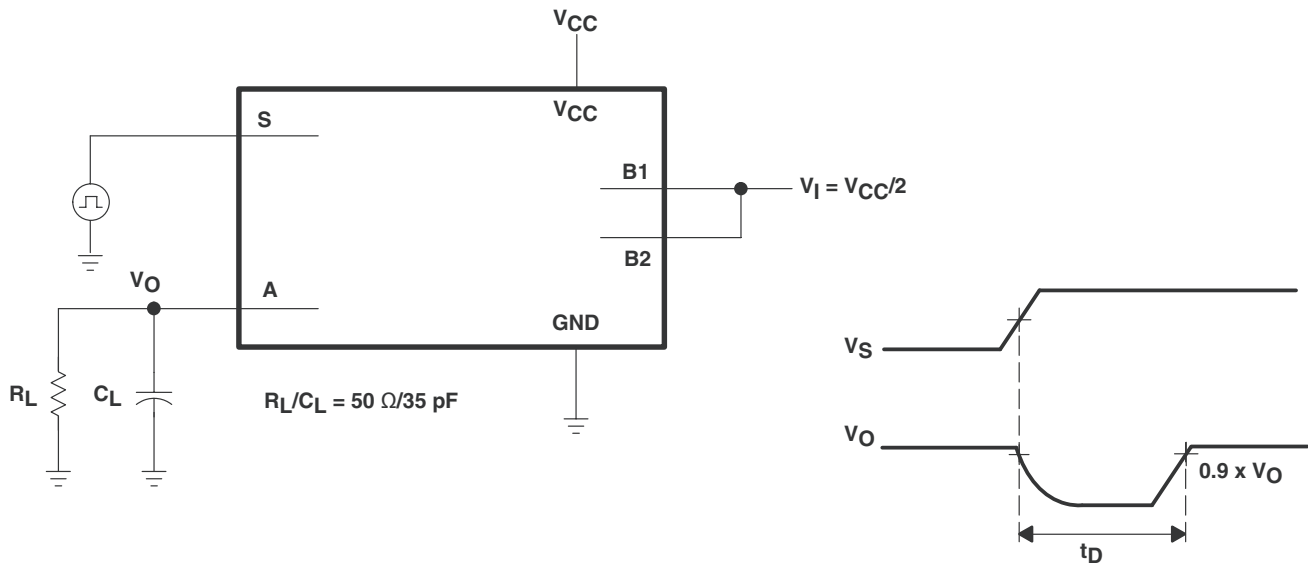 VCC
VCC
S
B1
VI = VCC/2
B2
VO
A
GND
RL
CL
RL/CL = 50 Ω/35 pF
VS
VO
0.9 x VO
tD